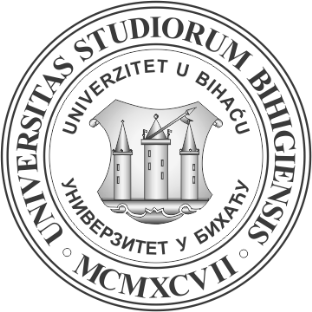 UNIVERSITAS STUDIORUM BIHIGIENSIS
MCMXCVII
UNIVERZITET U BIHAĆU
УНИВЕРЗИТЕТ У БИХАЋУ